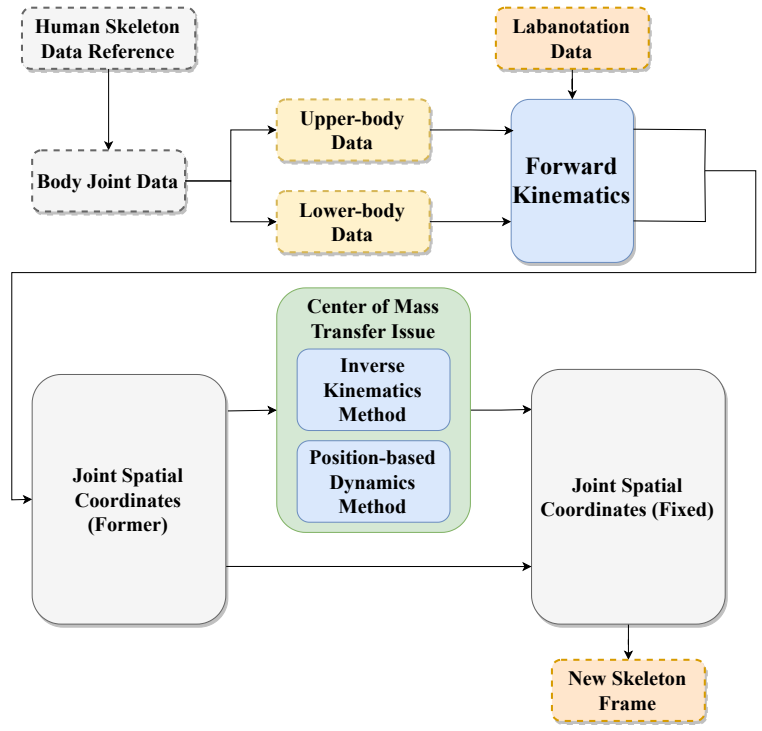 Human Skeleton
Data Reference
Labanotation
Data
Body Joint Data
Upper-body
Data
Lower-body
Data
Forward
Kinematics
Center of Mass
Transfer Issue
Inverse
Kinematics
Method
Position-based
Dynamics
Method
Joint Spatial
Coordinates
(Former)
Joint Spatial
Coordinates (Fixed)
New Skeleton
Frame